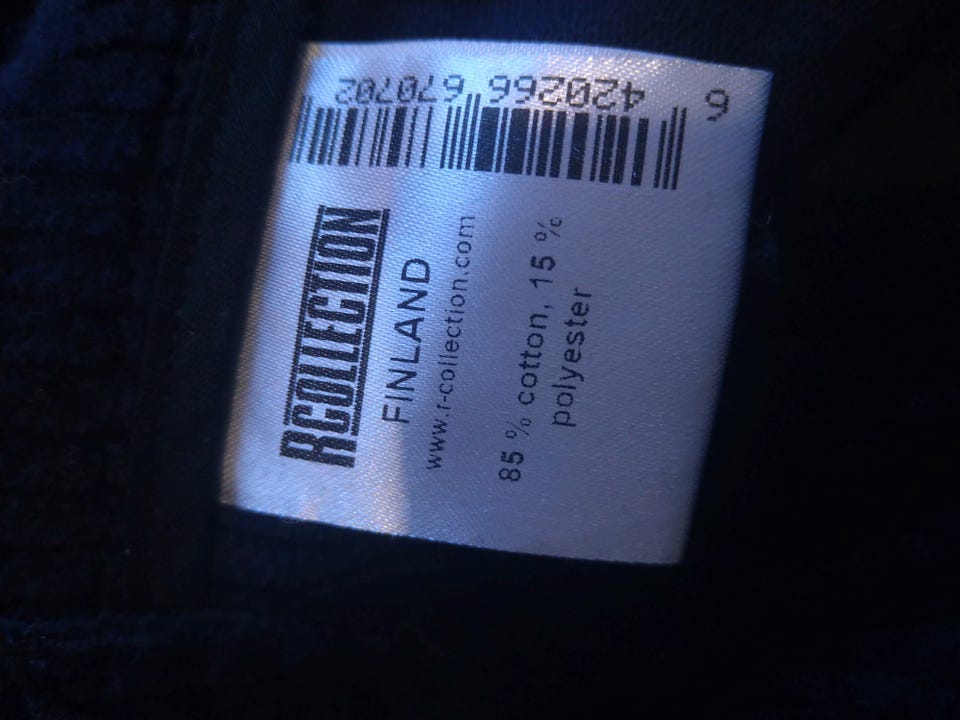 6 420266 670702
RCOLLECTION
FINLAND
www.r-collection.com
85 % cotton, 15 %
polyester